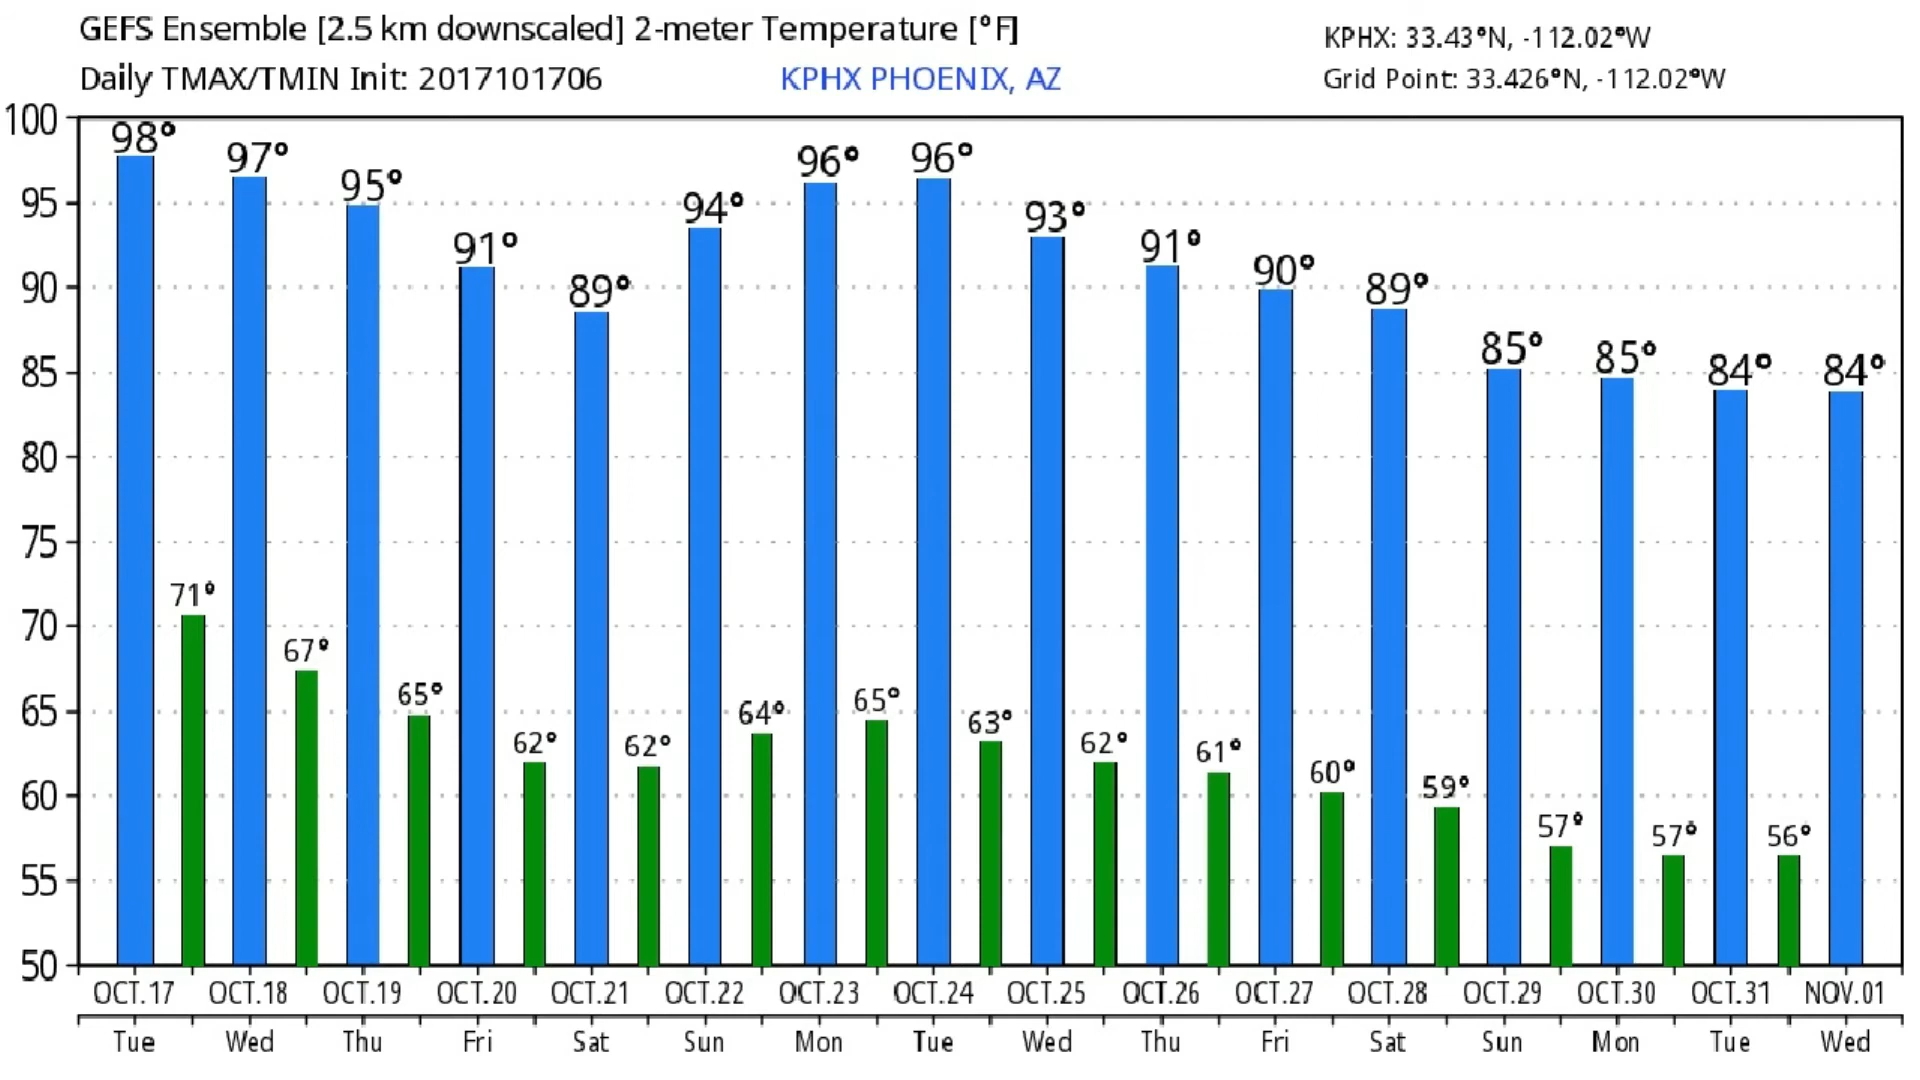 GEFS Ensemble [2.5 km downscaled] 2-meter Temperature [°F]
KPHX: 33.43°N, -112.02°W
Daily TMAX/TMIN Init: 2017101706
KPHX PHOENIX, AZ
Grid Point: 33.426°N, -112.02°W
100
95
90
85
80
75
70
65
60
55
50
98° 97° 95° 91° 89° 94° 96° 96° 93° 91° 90° 89° 85° 85° 84° 84°
71° 67° 65° 62° 62° 64° 65° 63° 62° 61° 60° 59° 57° 57° 56°
OCT.17 OCT.18 OCT.19 OCT.20 OCT.21 OCT.22 OCT.23 OCT.24 OCT.25 OCT.26 OCT.27 OCT.28 OCT.29 OCT.30 OCT.31 NOV.01
Tue Wed Thu Fri Sat Sun Mon Tue Wed Thu Fri Sat Sun Mon Tue Wed